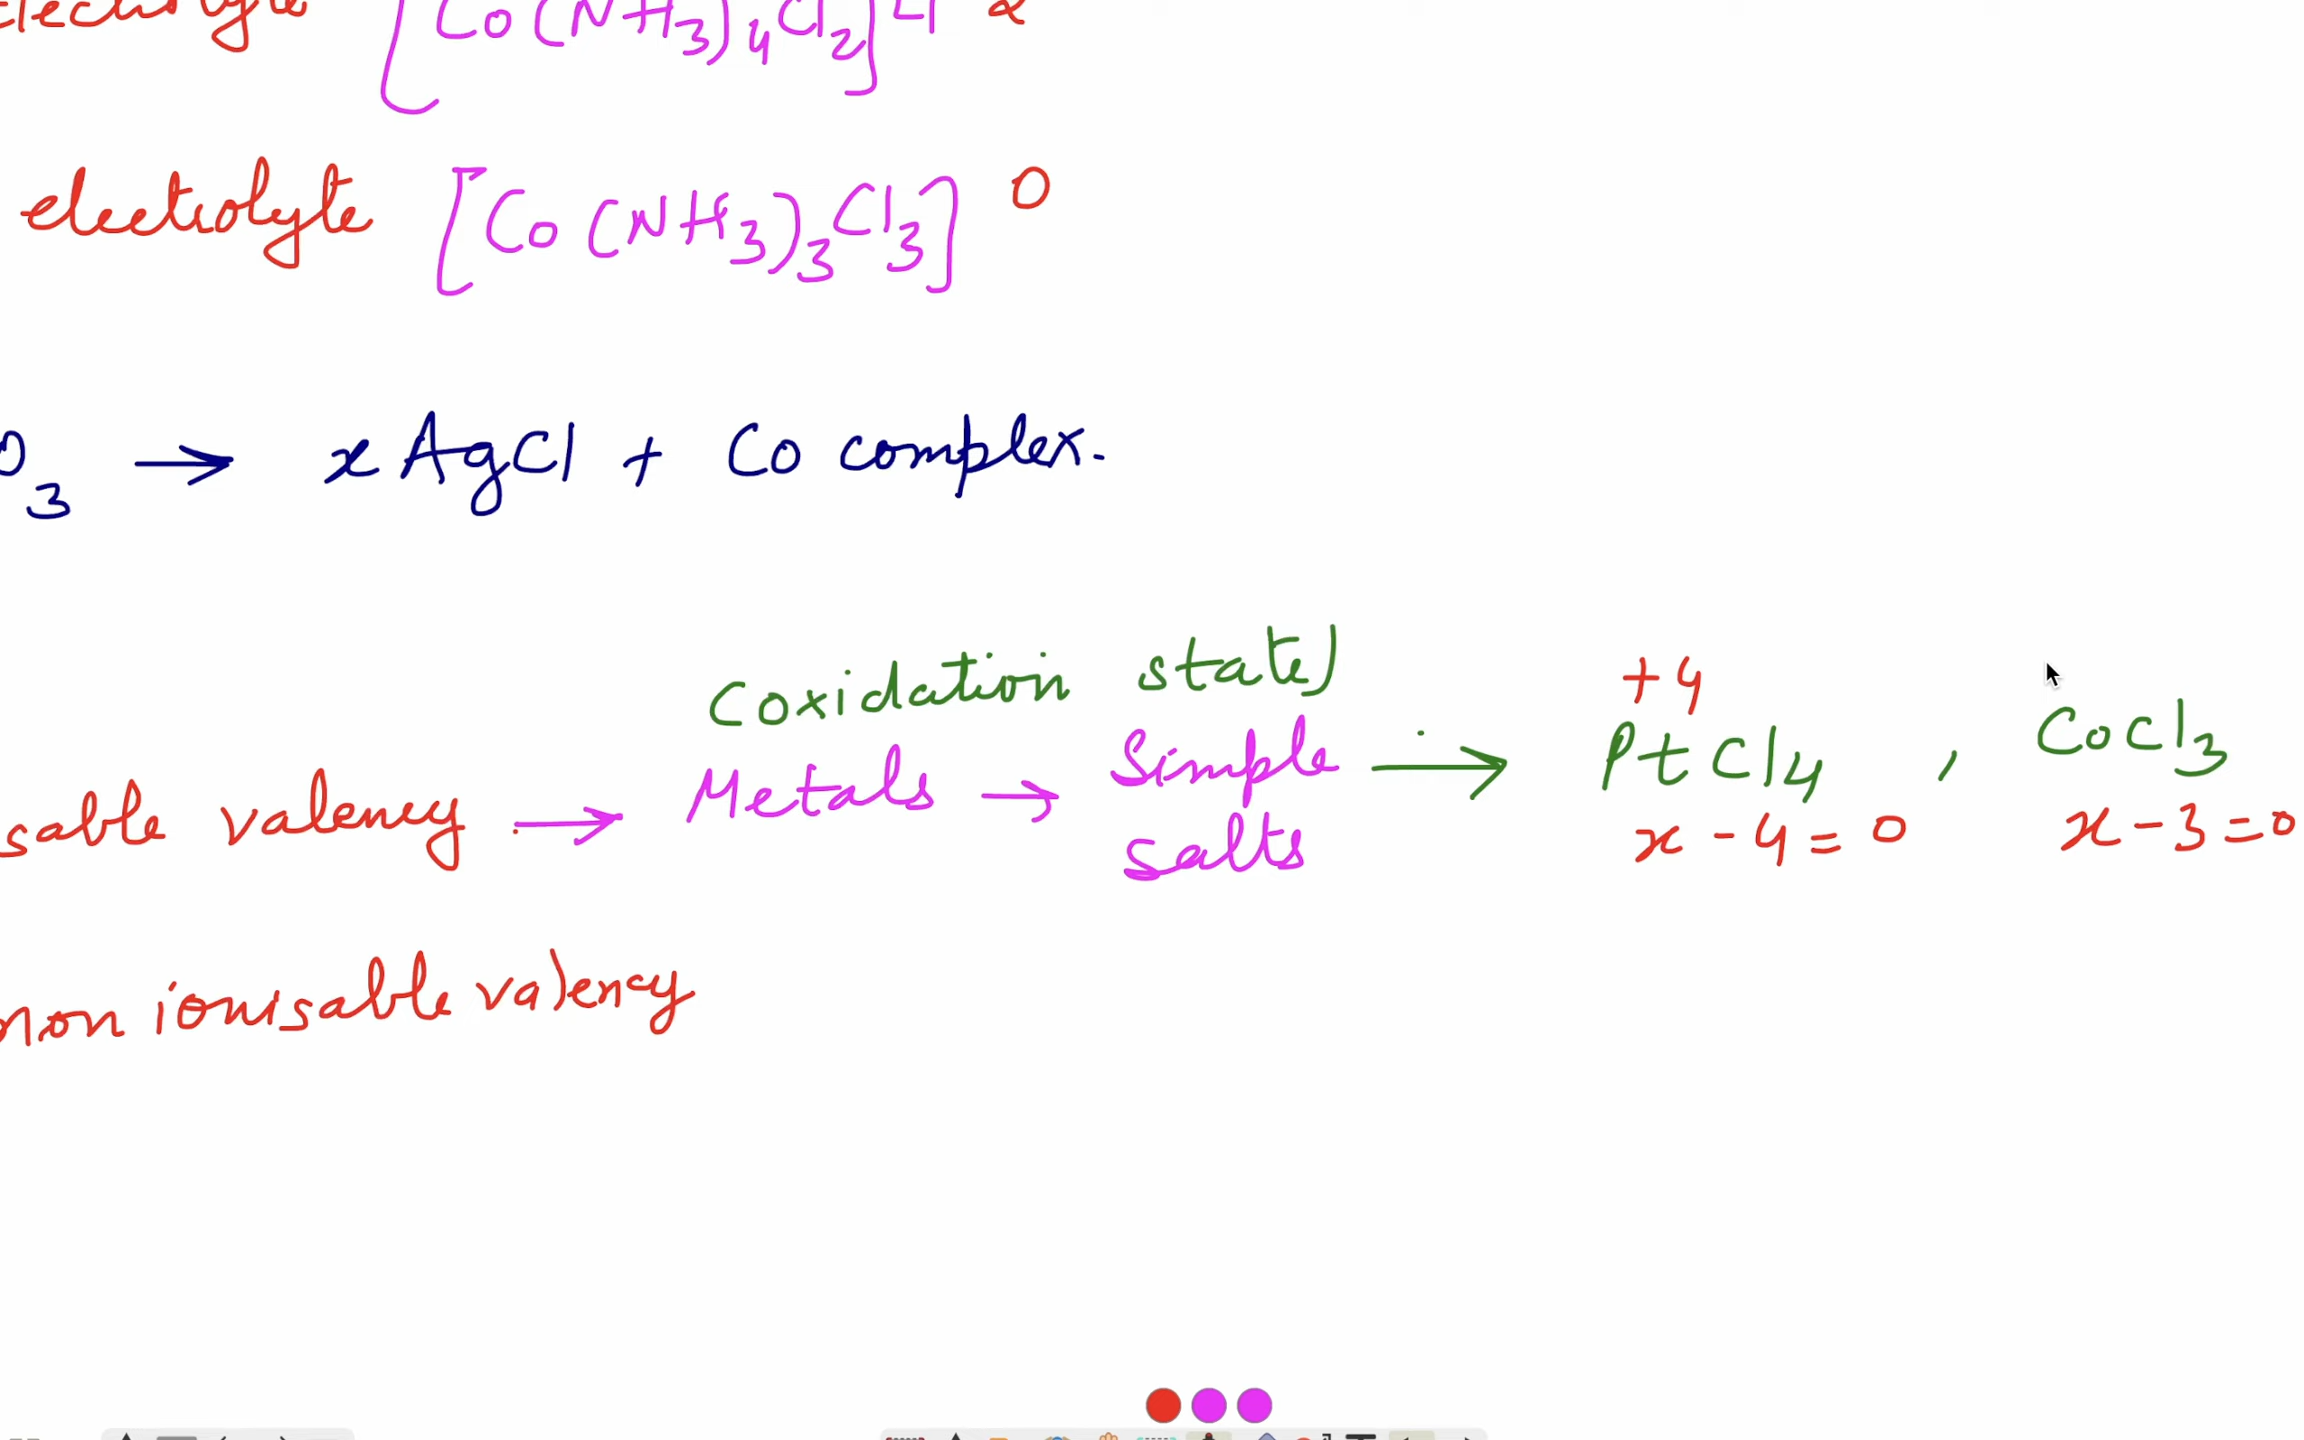 electrolyte [Co(NH3)4Cl2]
electrolyte [Co(NH3)3Cl3] 0
3 → x AgCl + Co complex.
(oxidation state)
+4
sable valency → Metals → Simple salts → PtCl4 , CoCl3
x - 4 = 0 x - 3 = 0
non ionisable valency